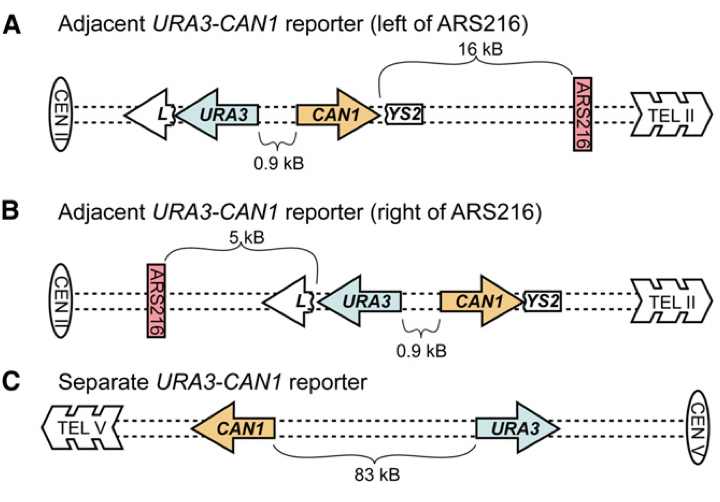 A Adjacent URA3-CAN1 reporter (left of ARS216)
16 kB
CEN II L URA3 CAN1 YS2 ARS216 TEL II
0.9 kB
B Adjacent URA3-CAN1 reporter (right of ARS216)
5 kB
CEN II ARS216 L URA3 CAN1 YS2 TEL II
0.9 kB
C Separate URA3-CAN1 reporter
TEL V CAN1 URA3 CEN V
83 kB